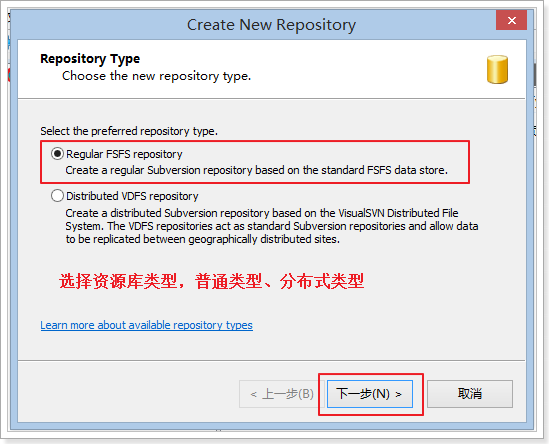 Create New Repository
Repository Type
Choose the new repository type.
Select the preferred repository type.
Regular FSFS repository
Create a regular Subversion repository based on the standard FSFS data store.
Distributed VDFS repository
Create a distributed Subversion repository based on the VisualSVN Distributed File
System. The VDFS repositories act as standard Subversion repositories and allow data
to be replicated between geographically distributed sites.
选择资源库类型，普通类型、分布式类型
Learn more about available repository types
< 上一步(B)
下一步(N) >
取消